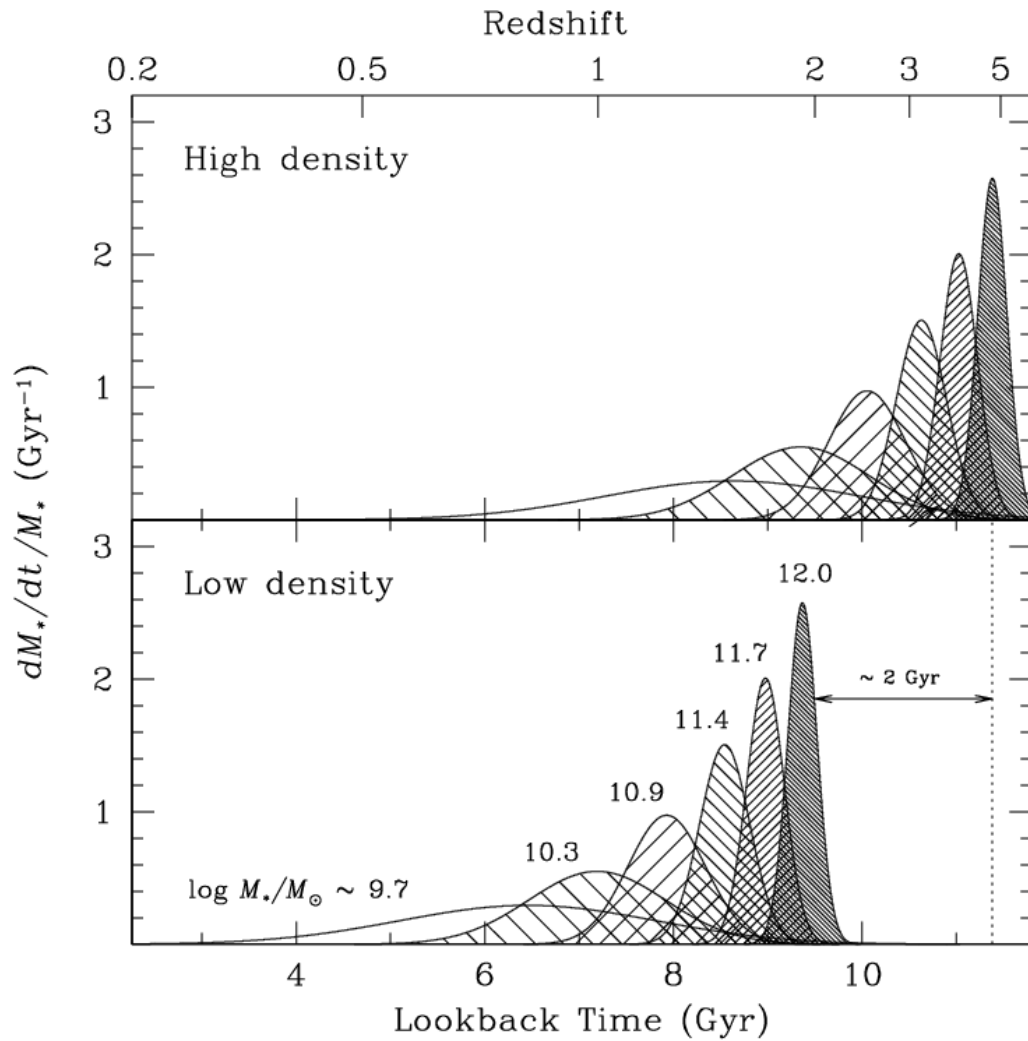 Redshift
0.2 0.5 1 2 3 5
3
High density
2
1
dM*/dt/M* (Gyr⁻¹)
3
Low density
12.0
11.7
~ 2 Gyr
2
11.4
10.9
1
10.3
log M*/M☉ ~ 9.7
4 6 8 10
Lookback Time (Gyr)